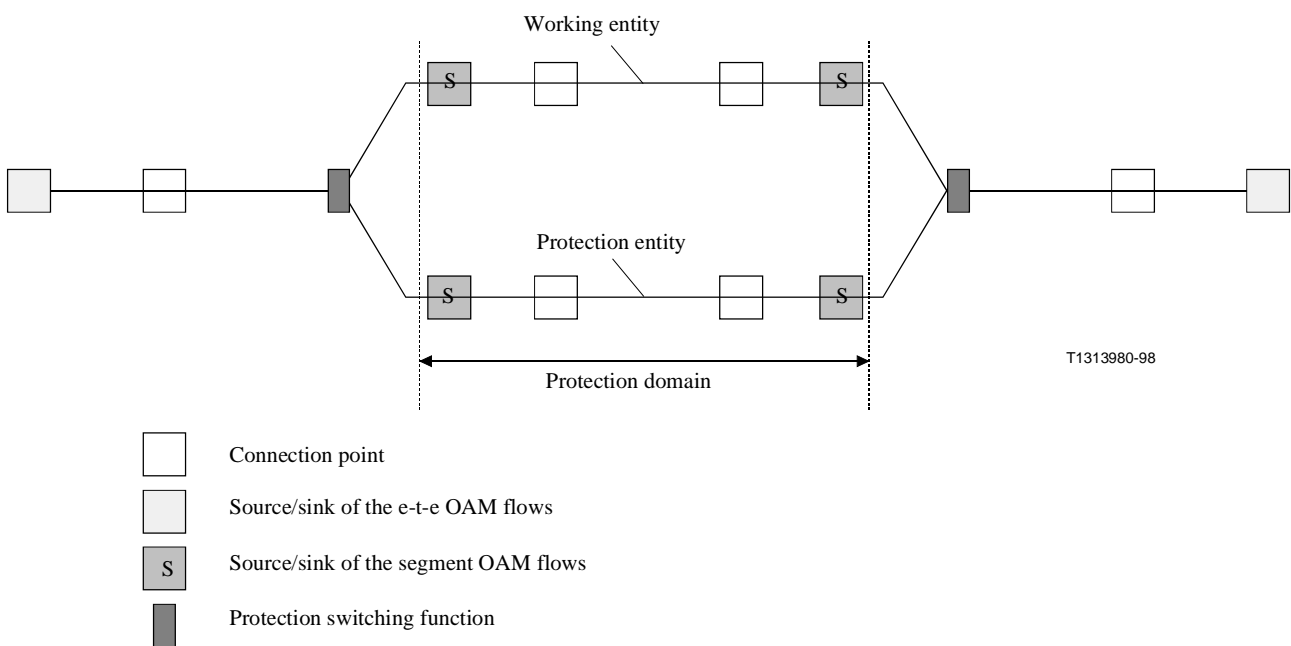 Working entity
S
S
Protection entity
S
S
T1313980-98
Protection domain
Connection point
Source/sink of the e-t-e OAM flows
S
Source/sink of the segment OAM flows
Protection switching function